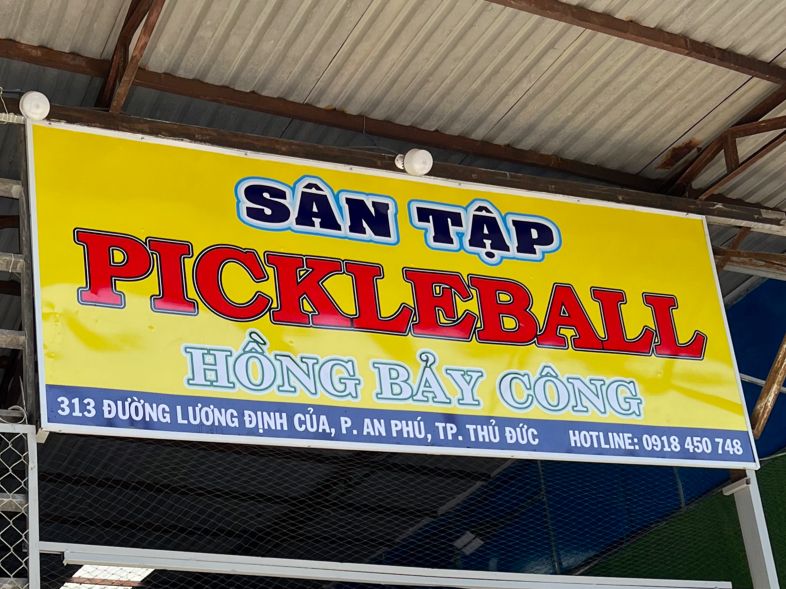 SÂN TẬP
PICKLEBALL
HỒNG BẢY CÔNG
313 ĐƯỜNG LƯƠNG ĐỊNH CỦA, P. AN PHÚ, TP. THỦ ĐỨC HOTLINE: 0918 450 748